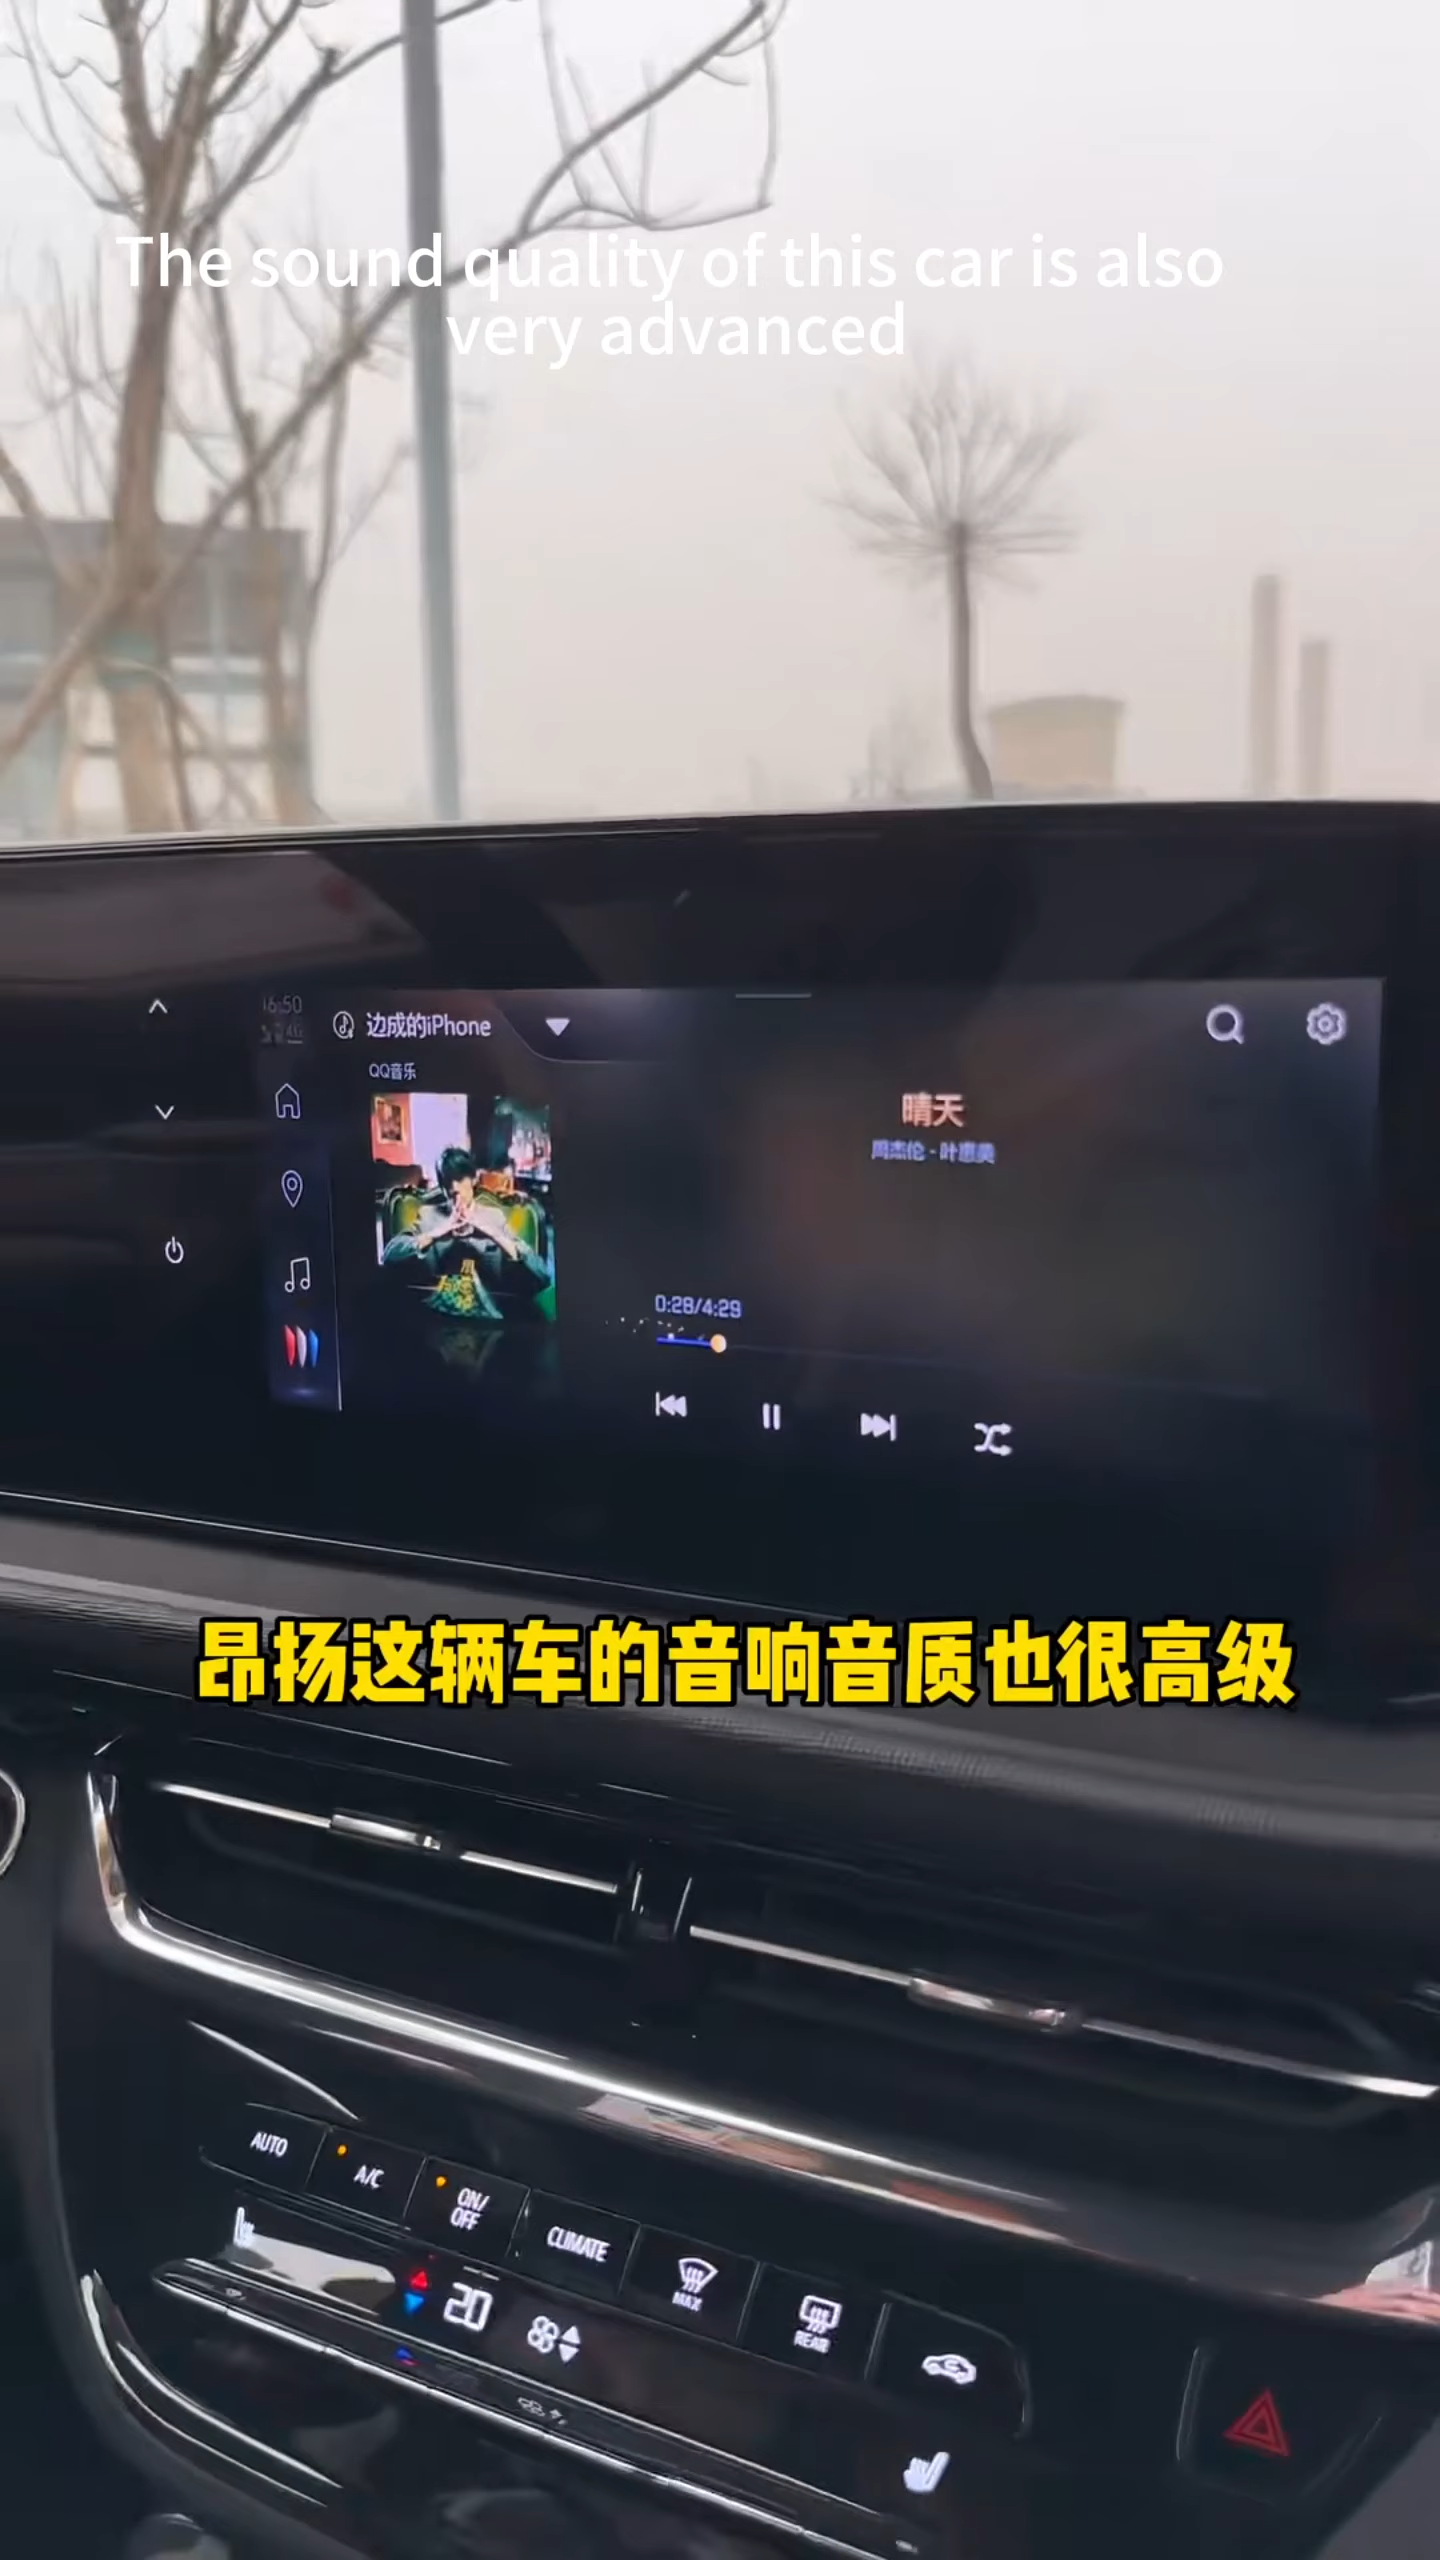 The sound quality of this car is also
very advanced
16:50
4G
边成的iPhone
QQ音乐
晴天
周杰伦 - 叶惠美
0:28/4:29
昂扬这辆车的音响音质也很高级
AUTO
A/C
ON/
OFF
CLIMATE
MAX
REAR
20